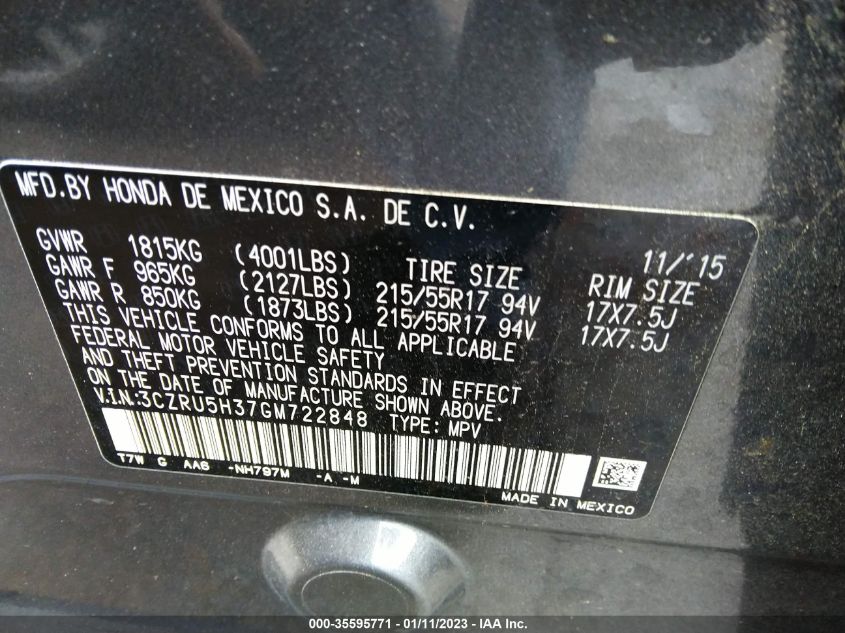 MFD.BY HONDA DE MEXICO S.A. DE C.V.
11/'15
GVWR 1815KG (4001LBS) TIRE SIZE RIM SIZE
GAWR F 965KG (2127LBS) 215/55R17 94V 17X7.5J
GAWR R 850KG (1873LBS) 215/55R17 94V 17X7.5J
THIS VEHICLE CONFORMS TO ALL APPLICABLE
FEDERAL MOTOR VEHICLE SAFETY
AND THEFT PREVENTION STANDARDS IN EFFECT
ON THE DATE OF MANUFACTURE SHOWN ABOVE.
V.I.N.:3CZRU5H37GM722848 TYPE: MPV
T7W G AA6 -NH797M -A -M
MADE IN MEXICO
000-35595771 - 01/11/2023 - IAA Inc.